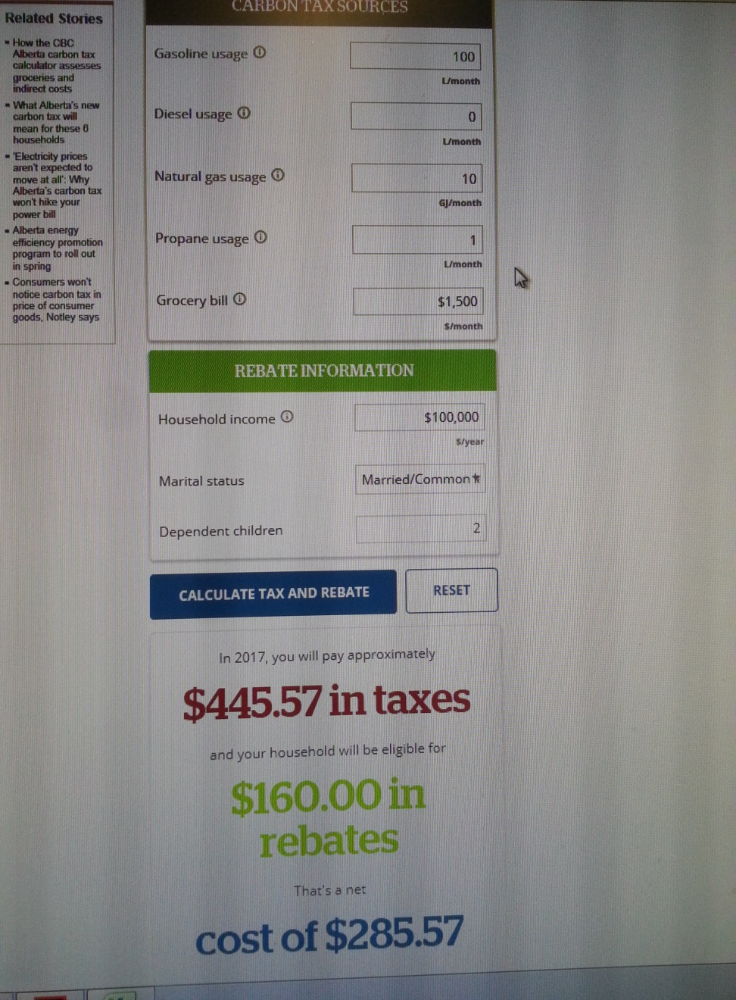 Related Stories
How the CBC
Alberta carbon tax
calculator assesses
groceries and
indirect costs
What Alberta's new
carbon tax will
mean for these 6
households
'Electricity prices
aren't expected to
move at all': Why
Alberta's carbon tax
won't hike your
power bill
Alberta energy
efficiency promotion
program to roll out
in spring
Consumers won't
notice carbon tax in
price of consumer
goods, Notley says
CARBON TAX SOURCES
Gasoline usage
100
L/month
Diesel usage
0
L/month
Natural gas usage
10
GJ/month
Propane usage
1
L/month
Grocery bill
$1,500
$/month
REBATE INFORMATION
Household income
$100,000
$/year
Marital status
Married/Common
Dependent children
2
CALCULATE TAX AND REBATE
RESET
In 2017, you will pay approximately
$445.57 in taxes
and your household will be eligible for
$160.00 in
rebates
That's a net
cost of $285.57